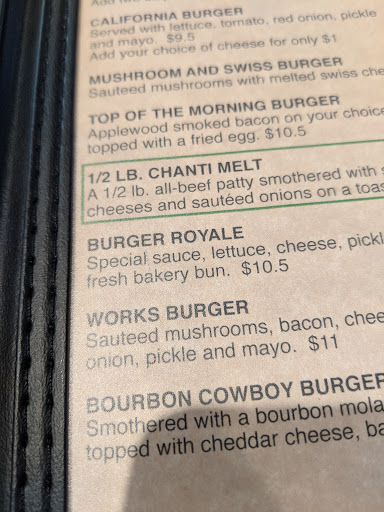 CALIFORNIA BURGER
Served with lettuce, tomato, red onion, pickle
and mayo. $9.5
Add your choice of cheese for only $1
MUSHROOM AND SWISS BURGER
Sauteed mushrooms with melted swiss che
TOP OF THE MORNING BURGER
Applewood smoked bacon on your choice
topped with a fried egg. $10.5
1/2 LB. CHANTI MELT
A 1/2 lb. all-beef patty smothered with s
cheeses and sautéed onions on a toas
BURGER ROYALE
Special sauce, lettuce, cheese, pickl
fresh bakery bun. $10.5
WORKS BURGER
Sauteed mushrooms, bacon, chee
onion, pickle and mayo. $11
BOURBON COWBOY BURGER
Smothered with a bourbon mola
topped with cheddar cheese, ba